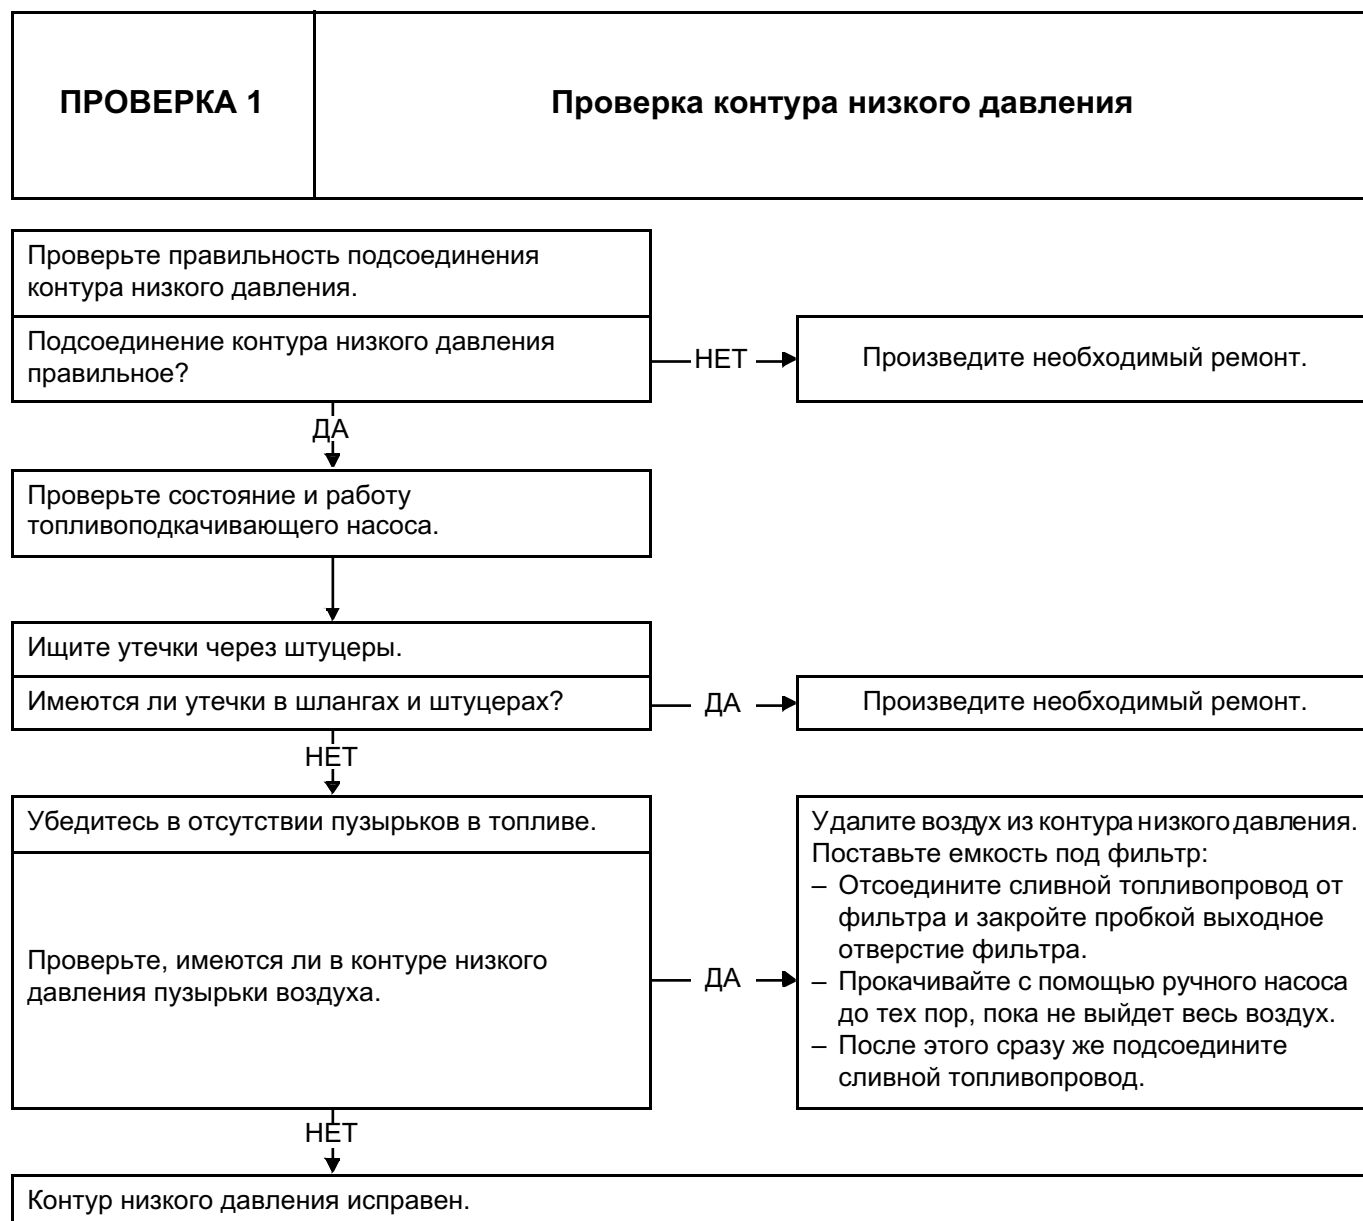 ПРОВЕРКА 1
Проверка контура низкого давления
Проверьте правильность подсоединения
контура низкого давления.
Подсоединение контура низкого давления
правильное?
НЕТ
Произведите необходимый ремонт.
ДА
Проверьте состояние и работу
топливоподкачивающего насоса.
Ищите утечки через штуцеры.
Имеются ли утечки в шлангах и штуцерах?
ДА
Произведите необходимый ремонт.
НЕТ
Убедитесь в отсутствии пузырьков в топливе.
Проверьте, имеются ли в контуре низкого
давления пузырьки воздуха.
ДА
Удалите воздух из контура низкого давления.
Поставьте емкость под фильтр:
– Отсоедините сливной топливопровод от
фильтра и закройте пробкой выходное
отверстие фильтра.
– Прокачивайте с помощью ручного насоса
до тех пор, пока не выйдет весь воздух.
– После этого сразу же подсоедините
сливной топливопровод.
НЕТ
Контур низкого давления исправен.